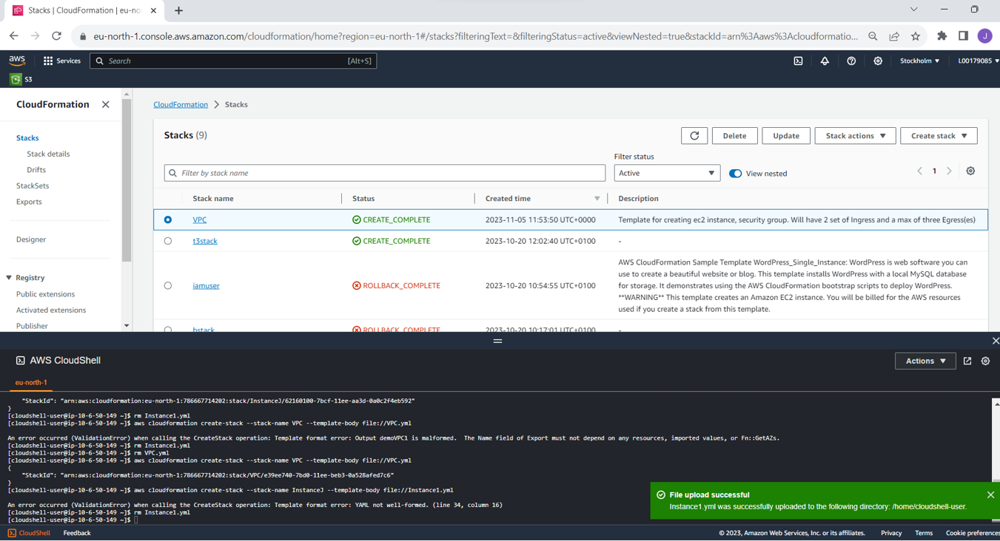 Stacks | CloudFormation | eu-no
eu-north-1.console.aws.amazon.com/cloudformation/home?region=eu-north-1#/stacks?filteringText=&filteringStatus=active&viewNested=true&stackId=arn%3Aaws%3Acloudformatio...
J
aws
Services
Search
[Alt+S]
Stockholm
L00179085
S3
CloudFormation
Stacks
Stack details
Drifts
StackSets
Exports
Designer
Registry
Public extensions
Activated extensions
Publisher
CloudFormation > Stacks
Stacks (9)
Delete
Update
Stack actions
Create stack
Filter status
Filter by stack name
Active
View nested
1
Stack name Status Created time Description
VPC CREATE_COMPLETE 2023-11-05 11:53:50 UTC+0000 Template for creating ec2 instance, security group. Will have 2 set of Ingress and a max of three Egress(es)
t3stack CREATE_COMPLETE 2023-10-20 12:02:40 UTC+0100 -
iamuser ROLLBACK_COMPLETE 2023-10-20 10:54:55 UTC+0100
AWS CloudFormation Sample Template WordPress_Single_Instance: WordPress is web software you can
use to create a beautiful website or blog. This template installs WordPress with a local MySQL database
for storage. It demonstrates using the AWS CloudFormation bootstrap scripts to deploy WordPress.
**WARNING** This template creates an Amazon EC2 instance. You will be billed for the AWS resources
used if you create a stack from this template.
bstack ROLLBACK_COMPLETE 2023-10-20 10:17:01 UTC+0100 -
AWS CloudShell
Actions
eu-north-1
"StackId": "arn:aws:cloudformation:eu-north-1:786667714202:stack/InstanceJ/62160100-7bcf-11ee-aa3d-0a0c2f4eb592"
}
[cloudshell-user@ip-10-6-50-149 ~]$ rm Instance1.yml
[cloudshell-user@ip-10-6-50-149 ~]$ aws cloudformation create-stack --stack-name VPC --template-body file://VPC.yml
An error occurred (ValidationError) when calling the CreateStack operation: Template format error: Output demoVPC1 is malformed. The Name field of Export must not depend on any resources, imported values, or Fn::GetAZs.
[cloudshell-user@ip-10-6-50-149 ~]$ rm Instance1.yml
[cloudshell-user@ip-10-6-50-149 ~]$ rm VPC.yml
[cloudshell-user@ip-10-6-50-149 ~]$ aws cloudformation create-stack --stack-name VPC --template-body file://VPC.yml
{
"StackId": "arn:aws:cloudformation:eu-north-1:786667714202:stack/VPC/e39ee740-7bd0-11ee-beb3-0a528afed7c6"
}
[cloudshell-user@ip-10-6-50-149 ~]$ aws cloudformation create-stack --stack-name InstanceJ --template-body file://Instance1.yml
An error occurred (ValidationError) when calling the CreateStack operation: Template format error: YAML not well-formed. (line 34, column 16)
[cloudshell-user@ip-10-6-50-149 ~]$ rm Instance1.yml
[cloudshell-user@ip-10-6-50-149 ~]$
File upload successful
Instance1.yml was successfully uploaded to the following directory: /home/cloudshell-user.
CloudShell
Feedback
© 2023, Amazon Web Services, Inc. or its affiliates.
Privacy
Terms
Cookie preferences